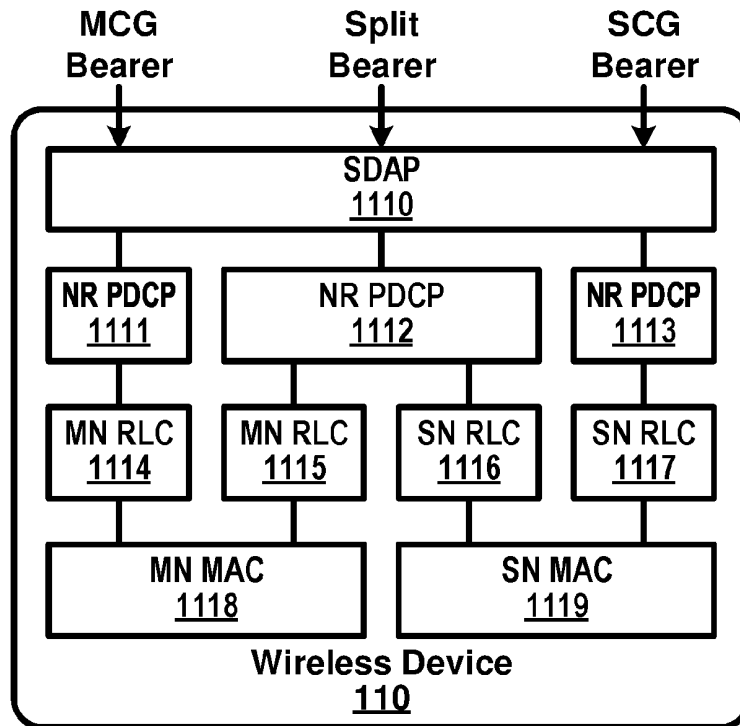 MCG Bearer
Split Bearer
SCG Bearer
SDAP
1110
NR PDCP
1111
NR PDCP
1112
NR PDCP
1113
MN RLC
1114
MN RLC
1115
SN RLC
1116
SN RLC
1117
MN MAC
1118
SN MAC
1119
Wireless Device
110